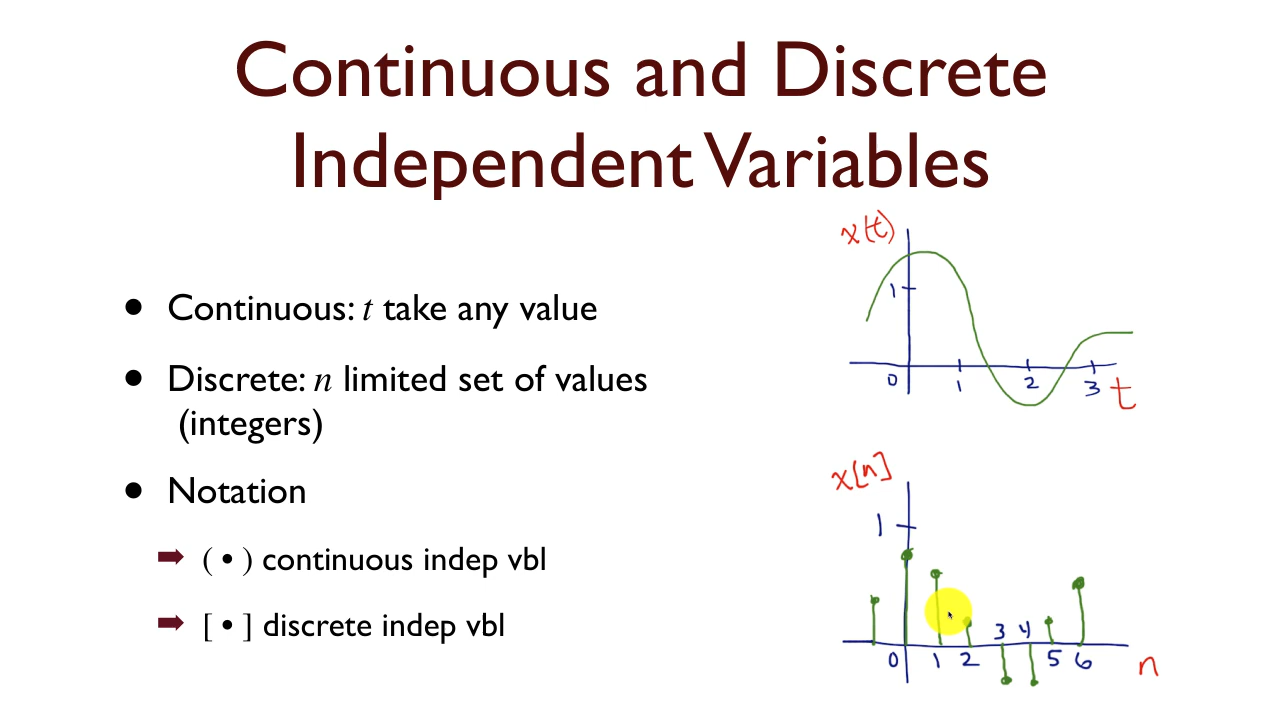 Continuous and Discrete
Independent Variables
• Continuous: t take any value
• Discrete: n limited set of values
(integers)
• Notation
➡ ( • ) continuous indep vbl
➡ [ • ] discrete indep vbl
x(t)
1
0 1 2 3 t
x[n]
1
3 4
0 1 2 5 6 n